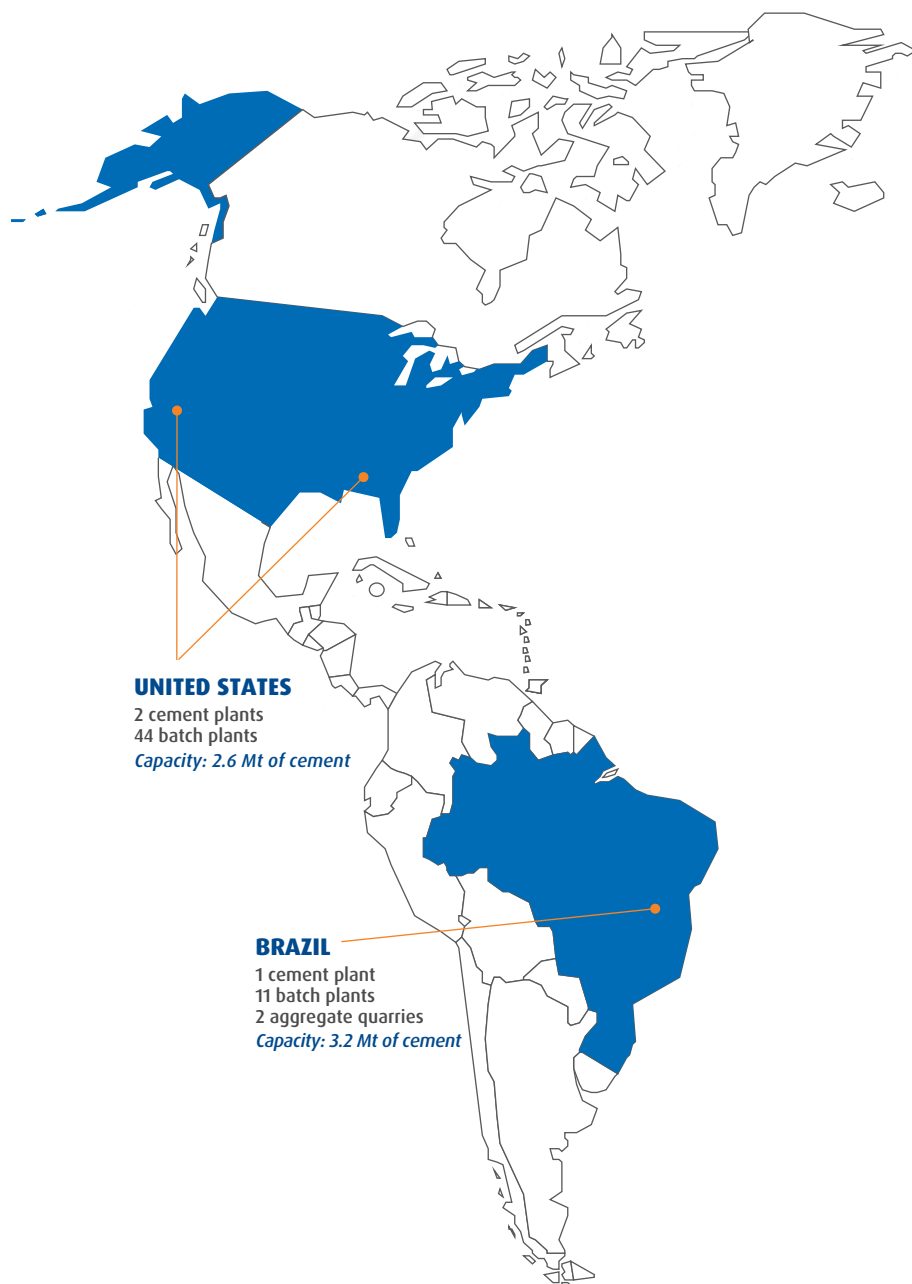 UNITED STATES
2 cement plants
44 batch plants
Capacity: 2.6 Mt of cement
BRAZIL
1 cement plant
11 batch plants
2 aggregate quarries
Capacity: 3.2 Mt of cement